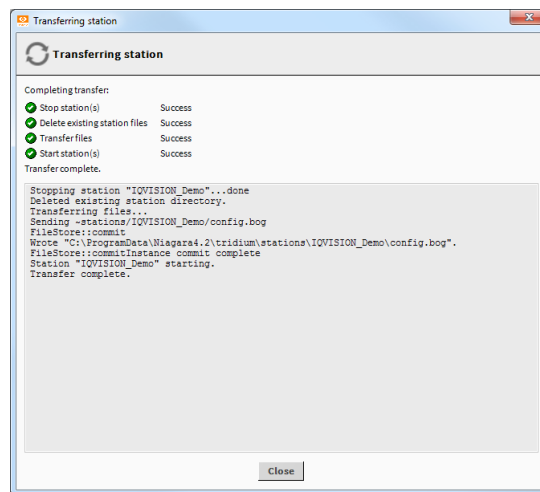 Transferring station
Transferring station
Completing transfer:
Stop station(s) Success
Delete existing station files Success
Transfer files Success
Start station(s) Success
Transfer complete.
Stopping station "IQVISION_Demo"...done
Deleted existing station directory.
Transferring files...
Sending ~stations/IQVISION_Demo/config.bog
FileStore::commit
Wrote "C:\ProgramData\Niagara4.2\tridium\stations\IQVISION_Demo\config.bog".
FileStore::commitInstance commit complete
Station "IQVISION_Demo" starting.
Transfer complete.
Close